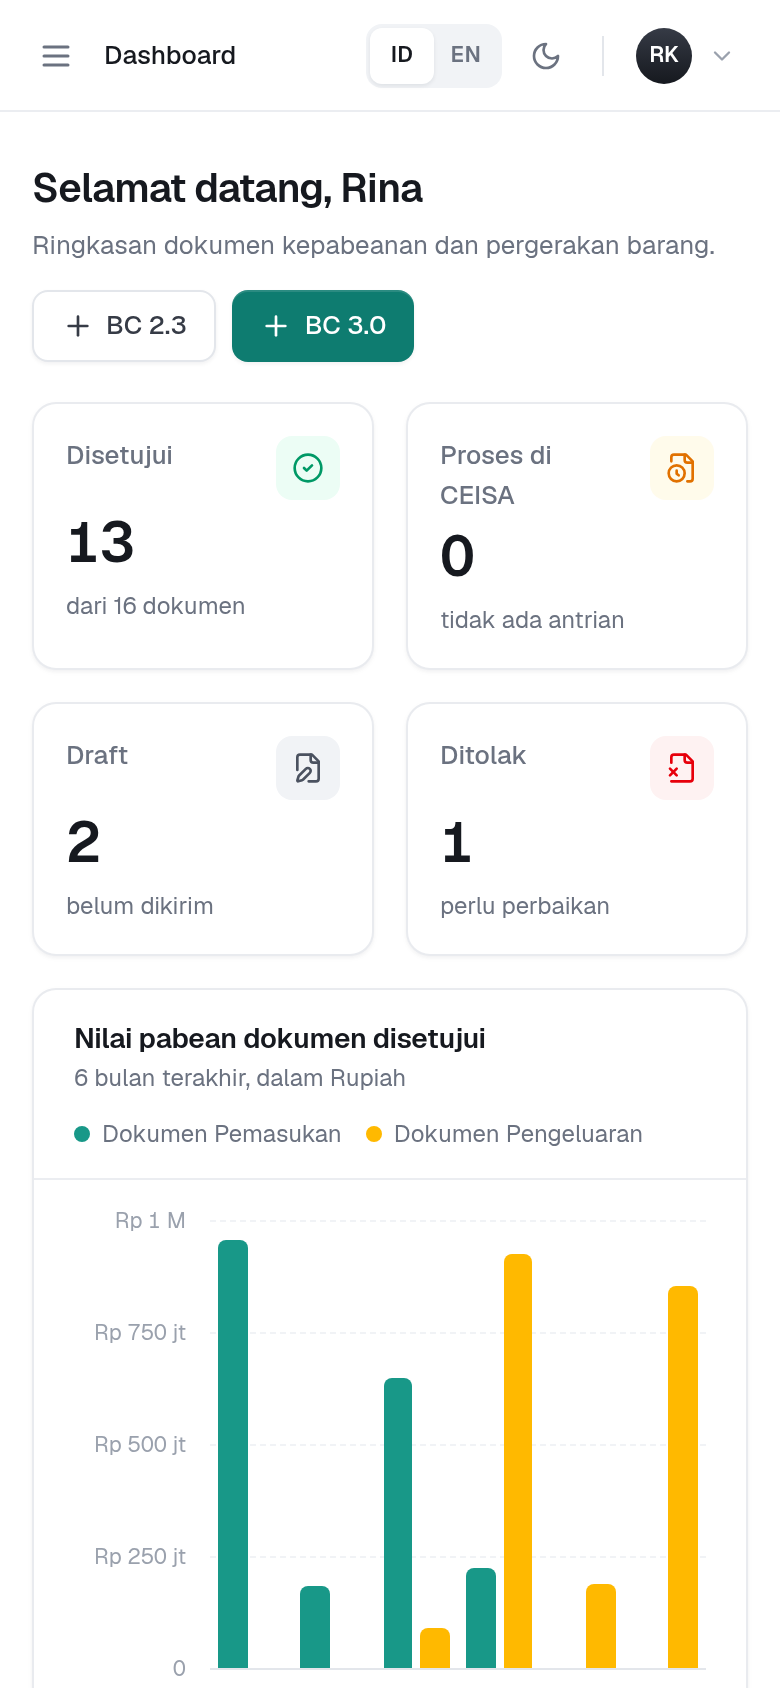 Dashboard
ID
EN
RK
Selamat datang, Rina
Ringkasan dokumen kepabeanan dan pergerakan barang.
BC 2.3
BC 3.0
Disetujui
13
dari 16 dokumen
Proses di
CEISA
0
tidak ada antrian
Draft
2
belum dikirim
Ditolak
1
perlu perbaikan
Nilai pabean dokumen disetujui
6 bulan terakhir, dalam Rupiah
Dokumen Pemasukan
Dokumen Pengeluaran
Rp 1 M
Rp 750 jt
Rp 500 jt
Rp 250 jt
0